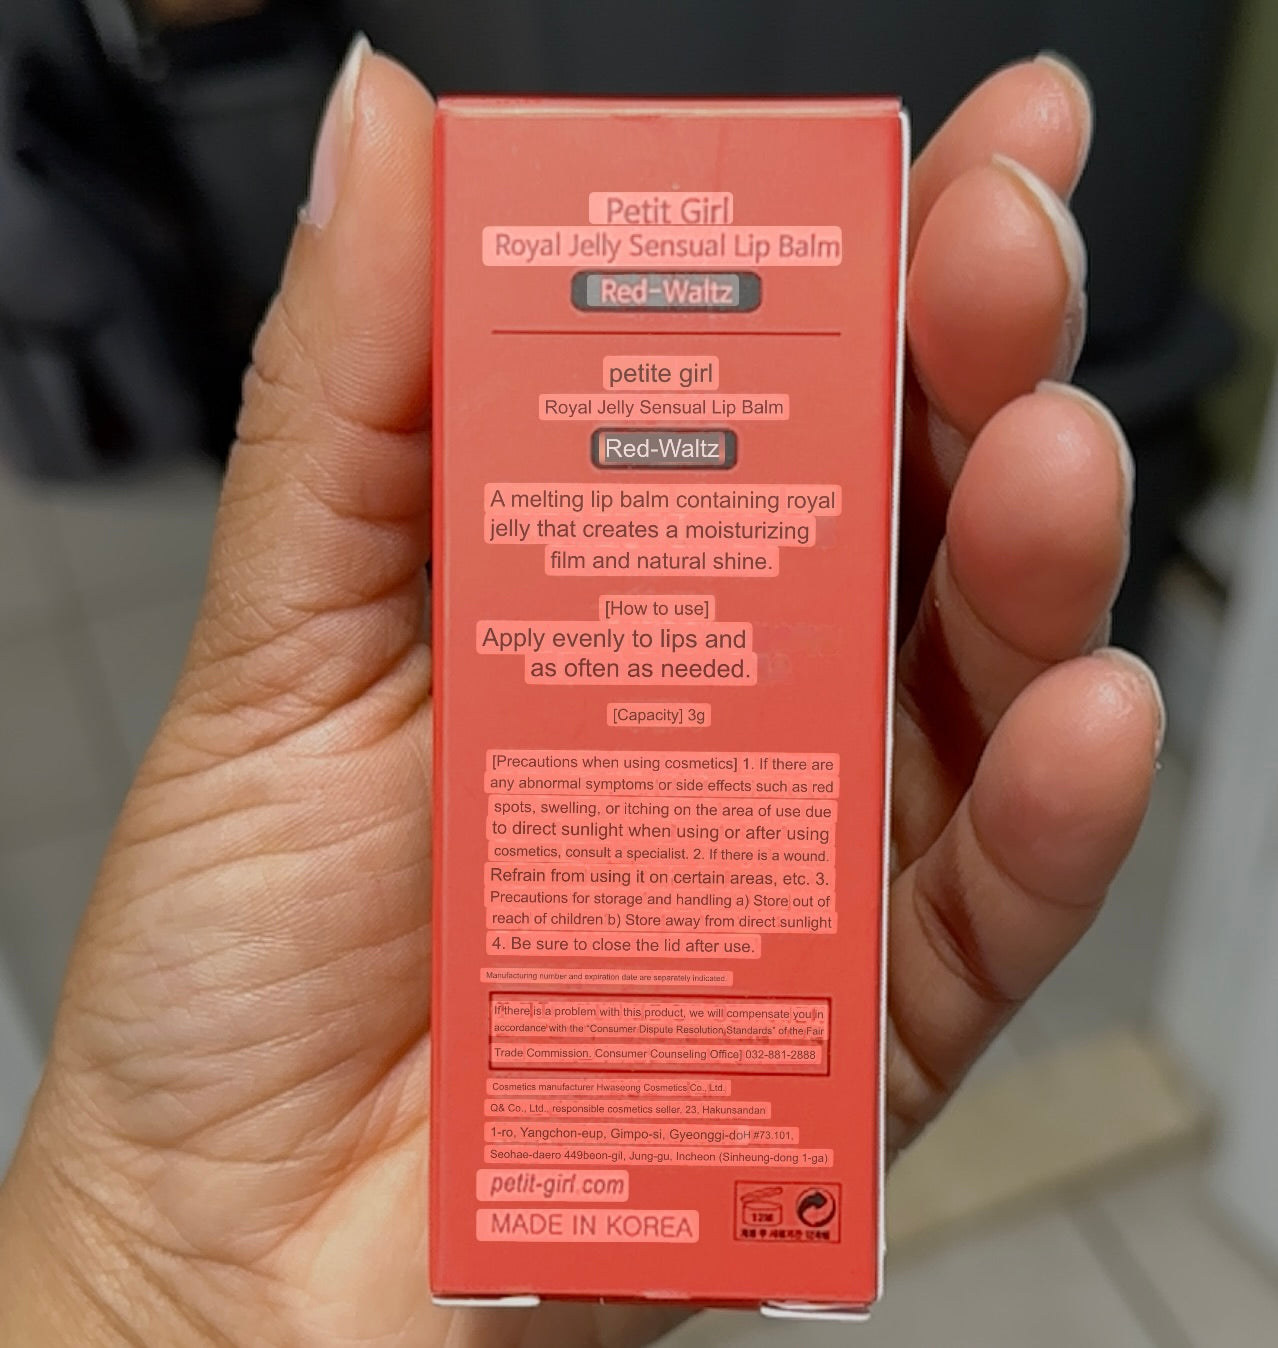 Petit Girl
Royal Jelly Sensual Lip Balm
Red-Waltz
petite girl
Royal Jelly Sensual Lip Balm
Red-Waltz
A melting lip balm containing royal
jelly that creates a moisturizing
film and natural shine.
[How to use]
Apply evenly to lips and
as often as needed.
[Capacity] 3g
[Precautions when using cosmetics] 1. If there are
any abnormal symptoms or side effects such as red
spots, swelling, or itching on the area of use due
to direct sunlight when using or after using
cosmetics, consult a specialist. 2. If there is a wound.
Refrain from using it on certain areas, etc. 3.
Precautions for storage and handling a) Store out of
reach of children b) Store away from direct sunlight
4. Be sure to close the lid after use.
Manufacturing number and expiration date are separately indicated.
If there is a problem with this product, we will compensate you in
accordance with the "Consumer Dispute Resolution Standards" of the Fair
Trade Commission. Consumer Counseling Office] 032-881-2888
Cosmetics manufacturer Hwaseong Cosmetics Co., Ltd.
Q& Co., Ltd., responsible cosmetics seller, 23, Hakunsandan
1-ro, Yangchon-eup, Gimpo-si, Gyeonggi-do #73.101,
Seohae-daero 449beon-gil, Jung-gu, Incheon (Sinheung-dong 1-ga)
petit-girl.com
MADE IN KOREA
12M